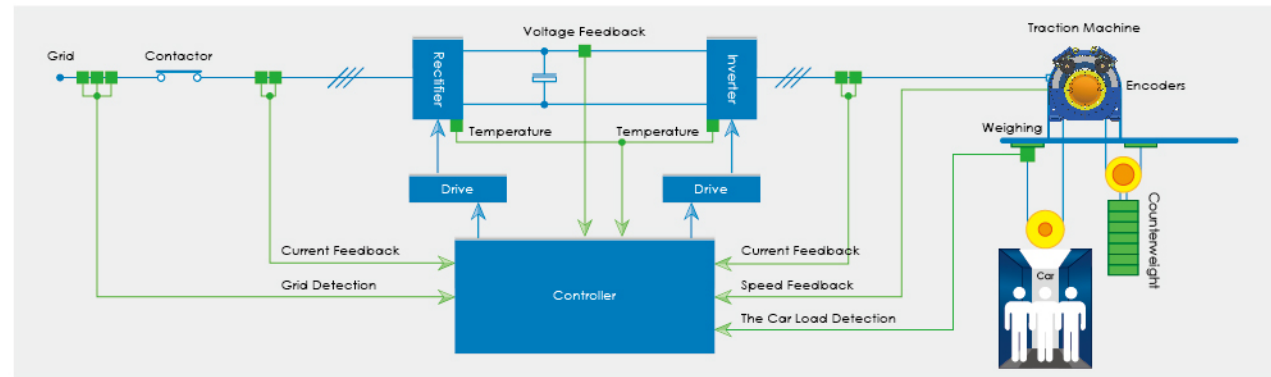 Traction Machine
Voltage Feedback
Grid
Contactor
Rectifier
Inverter
Encoders
Temperature
Temperature
Weighing
Drive
Drive
Counterweight
Current Feedback
Current Feedback
Car
Grid Detection
Controller
Speed Feedback
The Car Load Detection